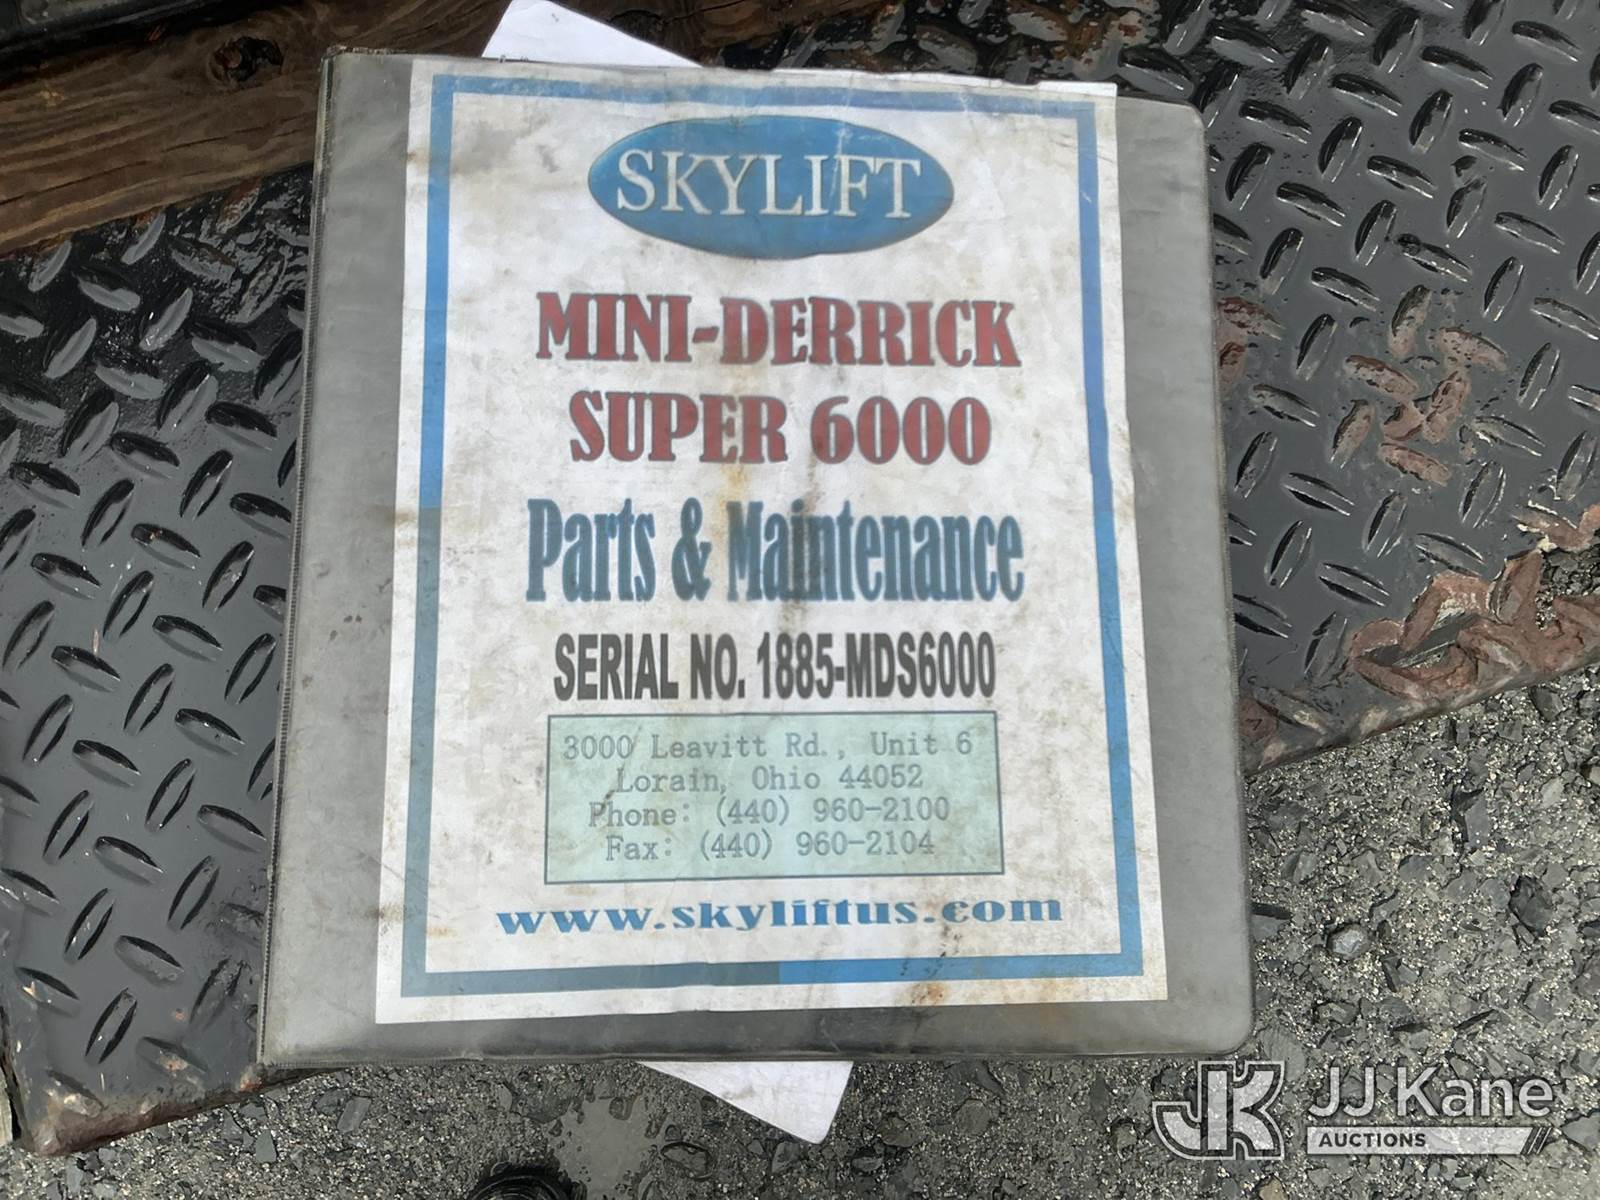 SKYLIFT
MINI-DERRICK
SUPER 6000
Parts & Maintenance
SERIAL NO. 1885-MDS6000
3000 Leavitt Rd., Unit 6
Lorain, Ohio 44052
Phone: (440) 960-2100
Fax: (440) 960-2104
www.skyliftus.com
JK JJ Kane
AUCTIONS